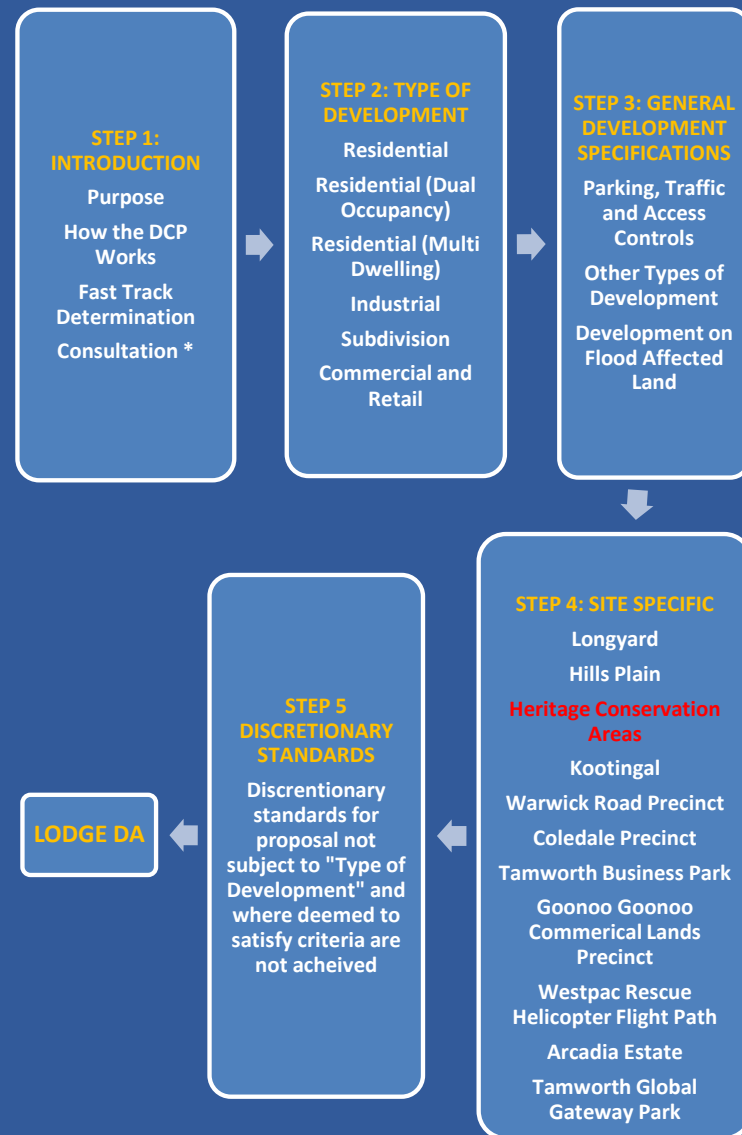 STEP 1:
INTRODUCTION
Purpose
How the DCP
Works
Fast Track
Determination
Consultation *
STEP 2: TYPE OF
DEVELOPMENT
Residential
Residential (Dual
Occupancy)
Residential (Multi
Dwelling)
Industrial
Subdivision
Commercial and
Retail
STEP 3: GENERAL
DEVELOPMENT
SPECIFICATIONS
Parking, Traffic
and Access
Controls
Other Types of
Development
Development on
Flood Affected
Land
STEP 4: SITE SPECIFIC
Longyard
Hills Plain
Heritage Conservation
Areas
Kootingal
Warwick Road Precinct
Coledale Precinct
Tamworth Business Park
Goonoo Goonoo
Commerical Lands
Precinct
Westpac Rescue
Helicopter Flight Path
Arcadia Estate
Tamworth Global
Gateway Park
STEP 5
DISCRETIONARY
STANDARDS
Discrentionary
standards for
proposal not
subject to "Type of
Development" and
where deemed to
satisfy criteria are
not acheived
LODGE DA